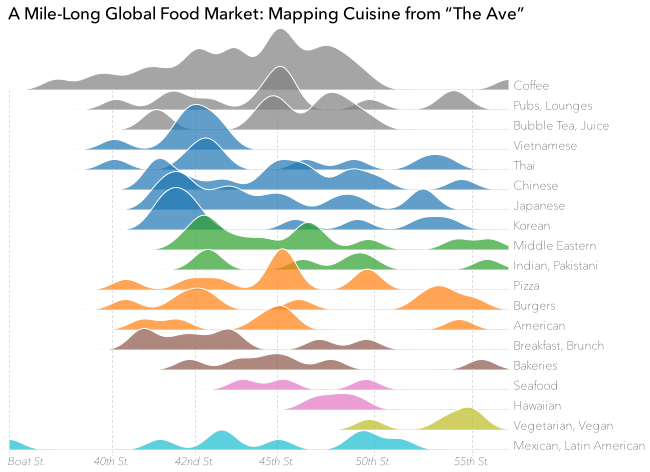 A Mile-Long Global Food Market: Mapping Cuisine from “The Ave”
Coffee
Pubs, Lounges
Bubble Tea, Juice
Vietnamese
Thai
Chinese
Japanese
Korean
Middle Eastern
Indian, Pakistani
Pizza
Burgers
American
Breakfast, Brunch
Bakeries
Seafood
Hawaiian
Vegetarian, Vegan
Mexican, Latin American
Boat St. 40th St. 42nd St. 45th St. 50th St. 55th St.